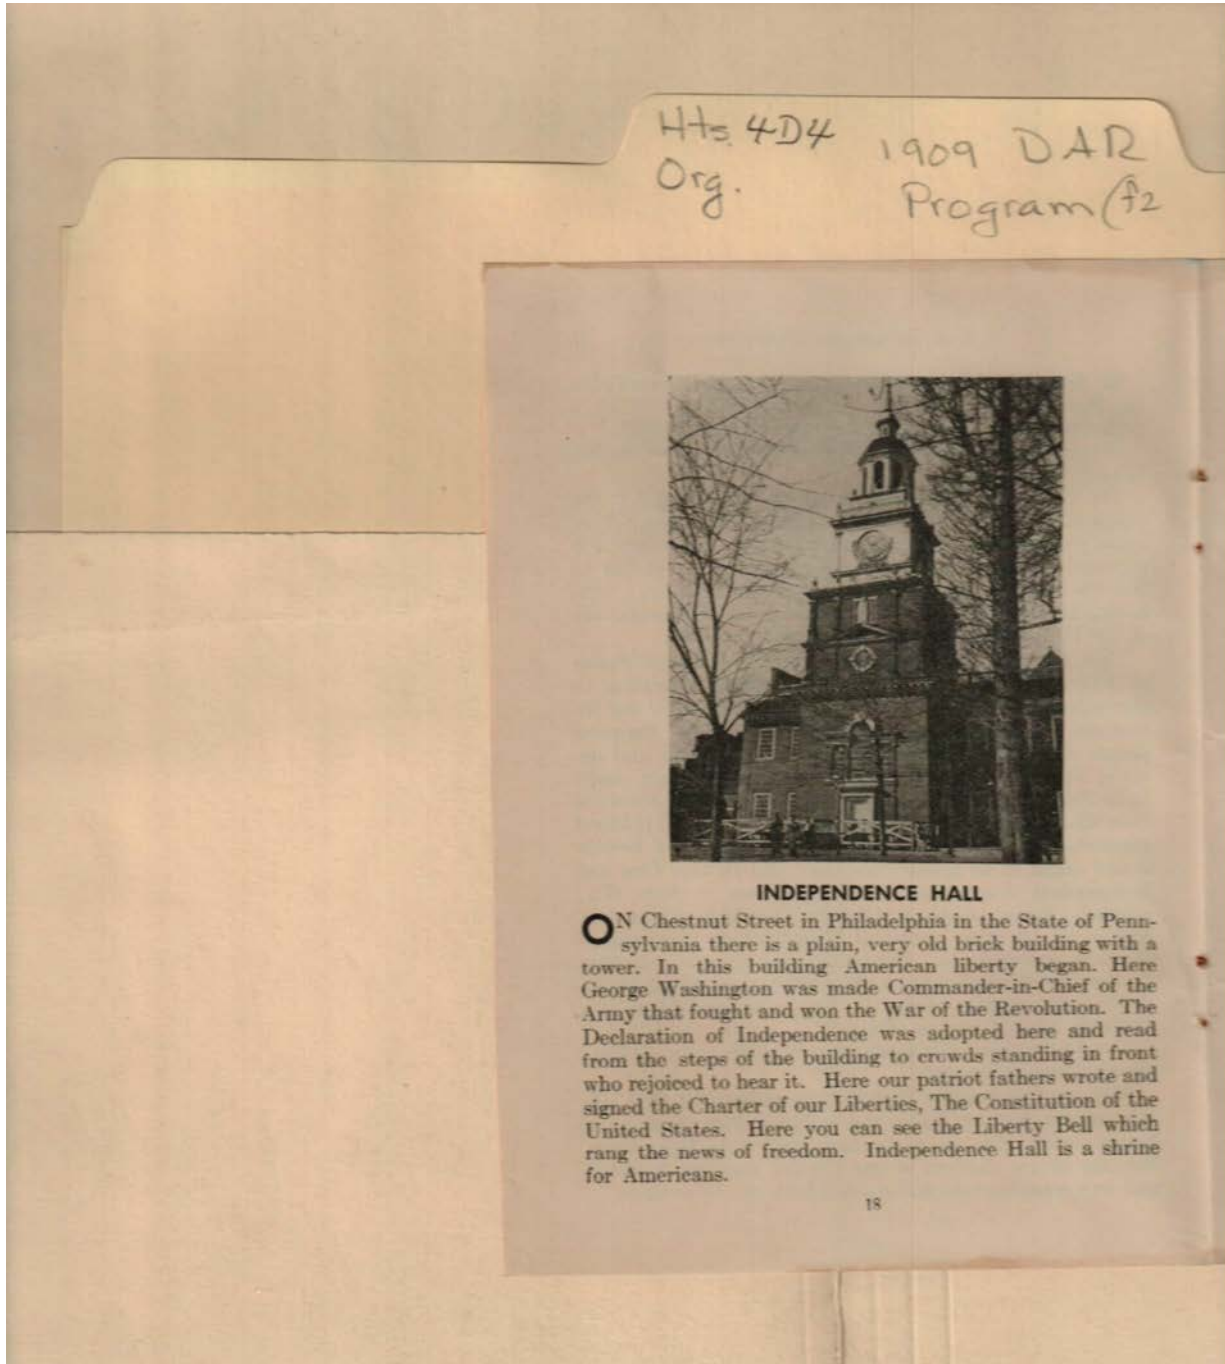 Hts. 4D4
Org.
1909 DAR
Program (f2
INDEPENDENCE HALL
ON Chestnut Street in Philadelphia in the State of Penn-
sylvania there is a plain, very old brick building with a
tower. In this building American liberty began. Here
George Washington was made Commander-in-Chief of the
Army that fought and won the War of the Revolution. The
Declaration of Independence was adopted here and read
from the steps of the building to crowds standing in front
who rejoiced to hear it. Here our patriot fathers wrote and
signed the Charter of our Liberties, The Constitution of the
United States. Here you can see the Liberty Bell which
rang the news of freedom. Independence Hall is a shrine
for Americans.
18